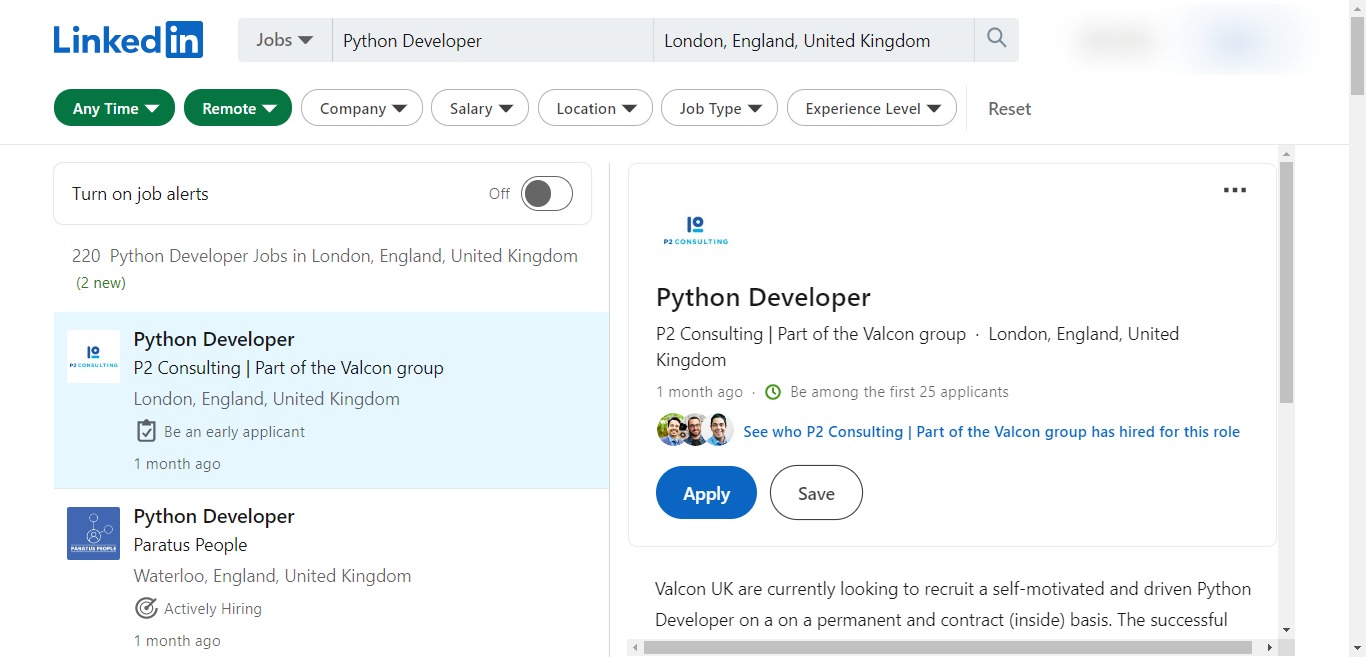 Linked in
Jobs
Python Developer
London, England, United Kingdom
Any Time
Remote
Company
Salary
Location
Job Type
Experience Level
Reset
Turn on job alerts
Off
220 Python Developer Jobs in London, England, United Kingdom
(2 new)
P2 CONSULTING
Python Developer
P2 Consulting | Part of the Valcon group
London, England, United Kingdom
Be an early applicant
1 month ago
PARATUS PEOPLE
Python Developer
Paratus People
Waterloo, England, United Kingdom
Actively Hiring
1 month ago
P2 CONSULTING
Python Developer
P2 Consulting | Part of the Valcon group · London, England, United
Kingdom
1 month ago · Be among the first 25 applicants
See who P2 Consulting | Part of the Valcon group has hired for this role
Apply
Save
Valcon UK are currently looking to recruit a self-motivated and driven Python
Developer on a on a permanent and contract (inside) basis. The successful